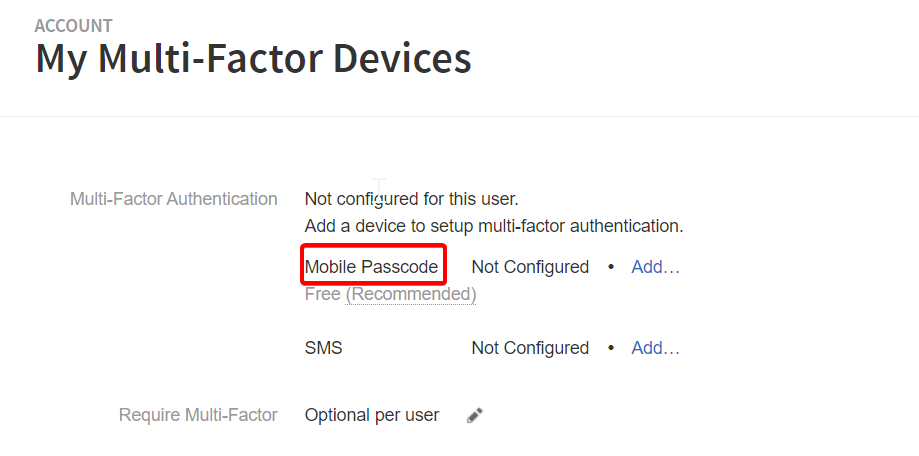 ACCOUNT
My Multi-Factor Devices
Multi-Factor Authentication Not configured for this user.
Add a device to setup multi-factor authentication.
Mobile Passcode Not Configured • Add…
Free (Recommended)
SMS Not Configured • Add…
Require Multi-Factor Optional per user